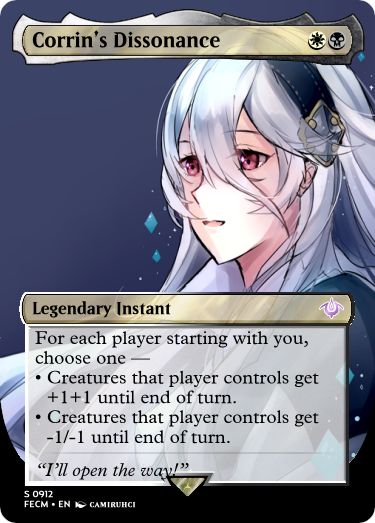 Corrin's Dissonance
Legendary Instant
For each player starting with you,
choose one —
• Creatures that player controls get
+1+1 until end of turn.
• Creatures that player controls get
-1/-1 until end of turn.
"I'll open the way!"
S 0912
FECM • EN CAMIRUHCI